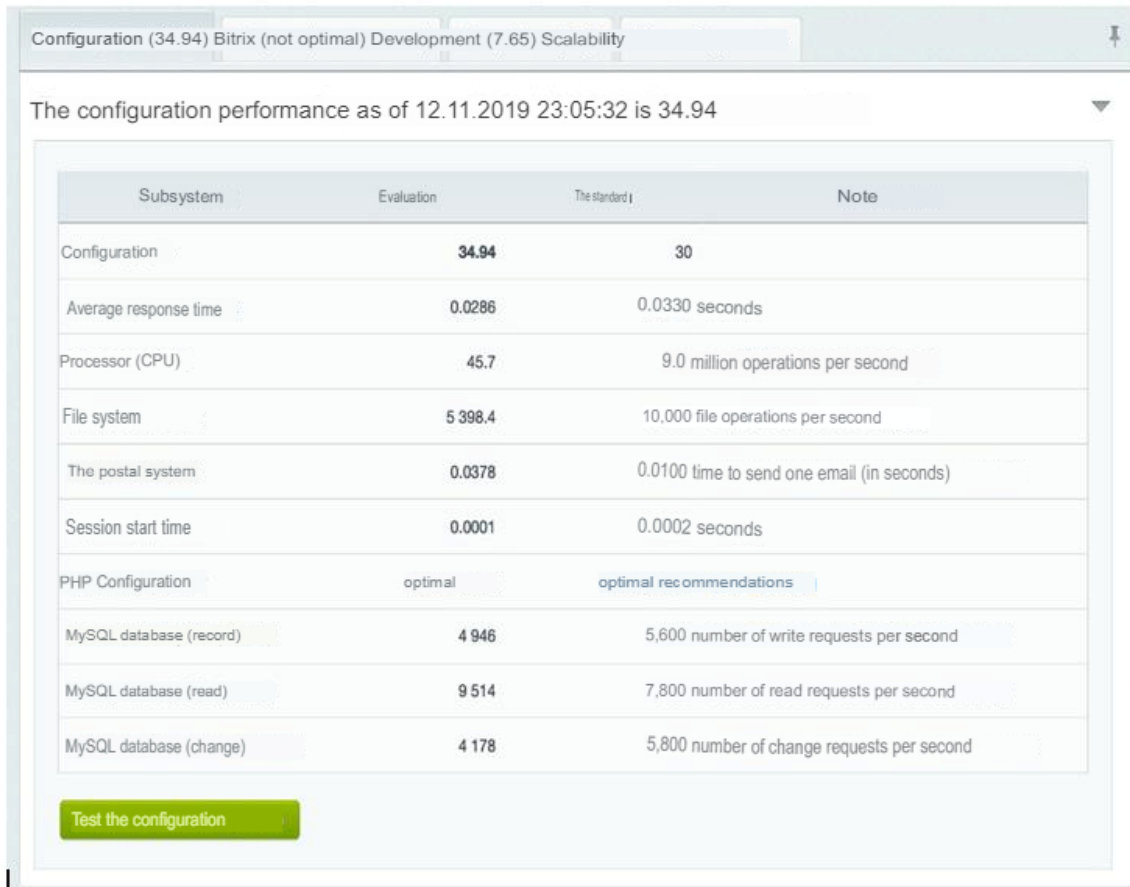 Configuration (34.94) Bitrix (not optimal) Development (7.65) Scalability
The configuration performance as of 12.11.2019 23:05:32 is 34.94
Subsystem Evaluation The standard Note
Configuration 34.94 30
Average response time 0.0286 0.0330 seconds
Processor (CPU) 45.7 9.0 million operations per second
File system 5 398.4 10,000 file operations per second
The postal system 0.0378 0.0100 time to send one email (in seconds)
Session start time 0.0001 0.0002 seconds
PHP Configuration optimal optimal recommendations
MySQL database (record) 4 946 5,600 number of write requests per second
MySQL database (read) 9 514 7,800 number of read requests per second
MySQL database (change) 4 178 5,800 number of change requests per second
Test the configuration